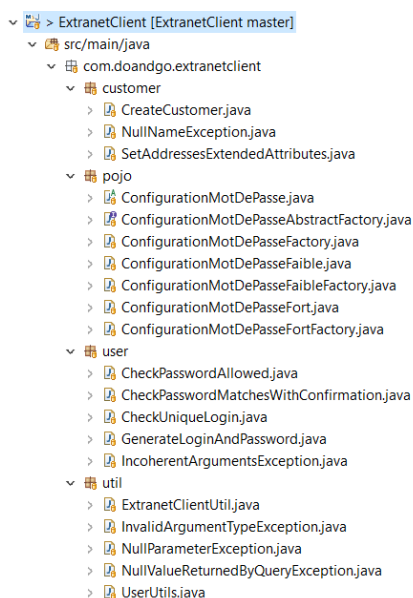 > ExtranetClient [ExtranetClient master]
src/main/java
com.doandgo.extranetclient
customer
CreateCustomer.java
NullNameException.java
SetAddressesExtendedAttributes.java
pojo
ConfigurationMotDePasse.java
ConfigurationMotDePasseAbstractFactory.java
ConfigurationMotDePasseFactory.java
ConfigurationMotDePasseFaible.java
ConfigurationMotDePasseFaibleFactory.java
ConfigurationMotDePasseFort.java
ConfigurationMotDePasseFortFactory.java
user
CheckPasswordAllowed.java
CheckPasswordMatchesWithConfirmation.java
CheckUniqueLogin.java
GenerateLoginAndPassword.java
IncoherentArgumentsException.java
util
ExtranetClientUtil.java
InvalidArgumentTypeException.java
NullParameterException.java
NullValueReturnedByQueryException.java
UserUtils.java